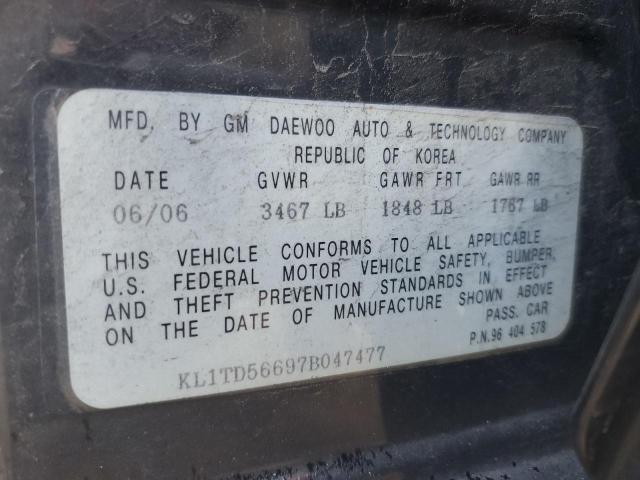 MFD. BY GM DAEWOO AUTO & TECHNOLOGY COMPANY
REPUBLIC OF KOREA
DATE GVWR GAWR FRT GAWR RR
06/06 3467 LB 1848 LB 1767 LB
THIS VEHICLE CONFORMS TO ALL APPLICABLE
U.S. FEDERAL MOTOR VEHICLE SAFETY, BUMPER,
AND THEFT PREVENTION STANDARDS IN EFFECT
ON THE DATE OF MANUFACTURE SHOWN ABOVE
PASS. CAR
P.N.96 404 578
KL1TD56697B047477